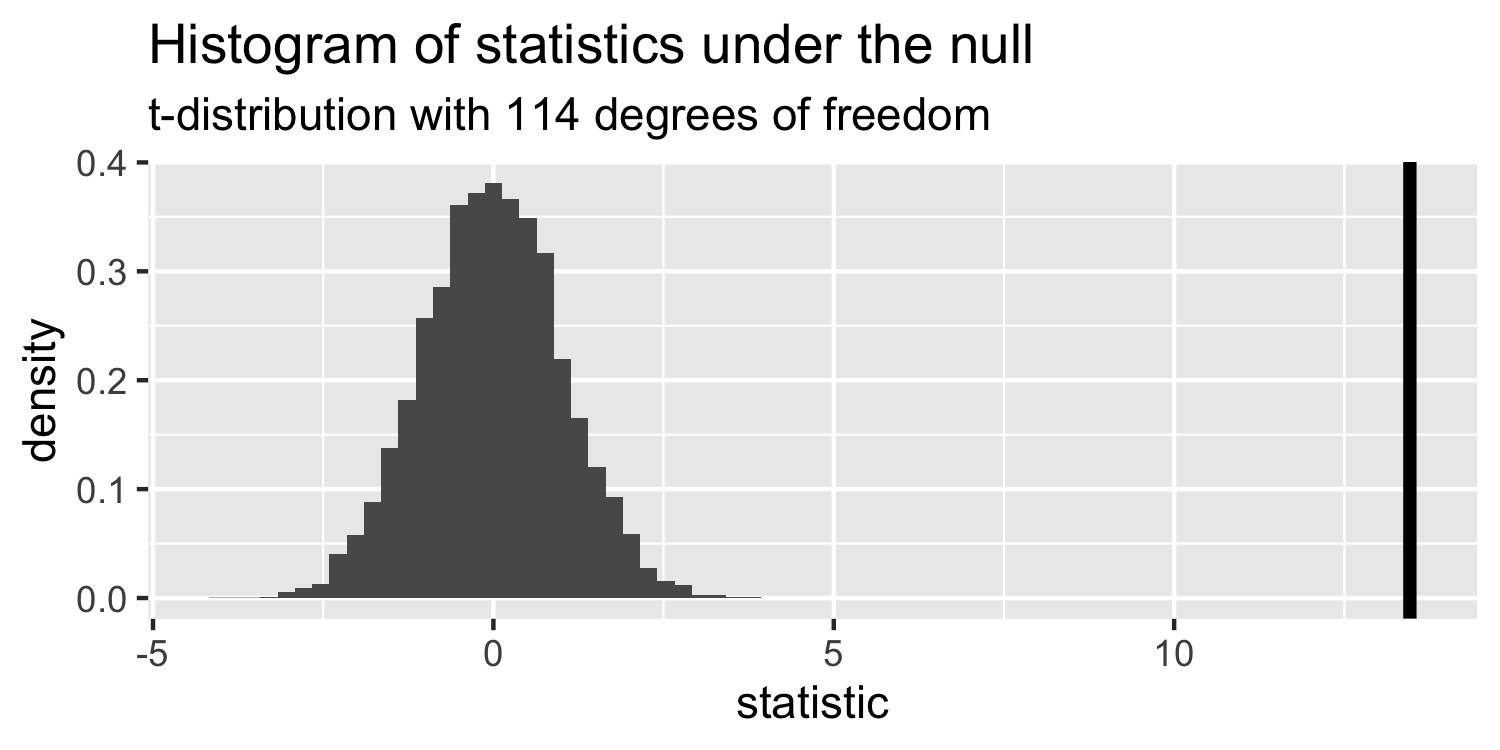 Histogram of statistics under the null
t-distribution with 114 degrees of freedom
0.4
0.3
0.2
0.1
0.0
density
-5 0 5 10
statistic